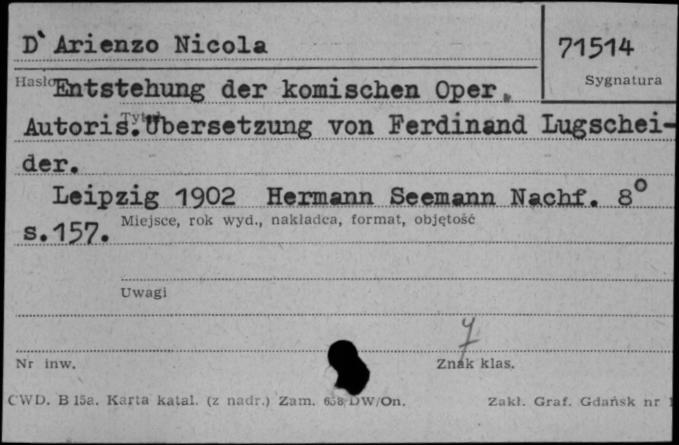 D`Arienzo Nicola
71514
Hasło
Sygnatura
Entstehung der komischen Oper.
Tytuł
Autoris.Übersetzung von Ferdinand Lugschei-
der.
Leipzig 1902 Hermann Seemann Nachf. 8°
s.157.
Miejsce, rok wyd., nakładca, format, objętość
Uwagi
7
Nr inw.
Znak klas.
CWD. B 15a. Karta katal. (z nadr.) Zam. 658/DW/On.
Zakł. Graf. Gdańsk nr 1